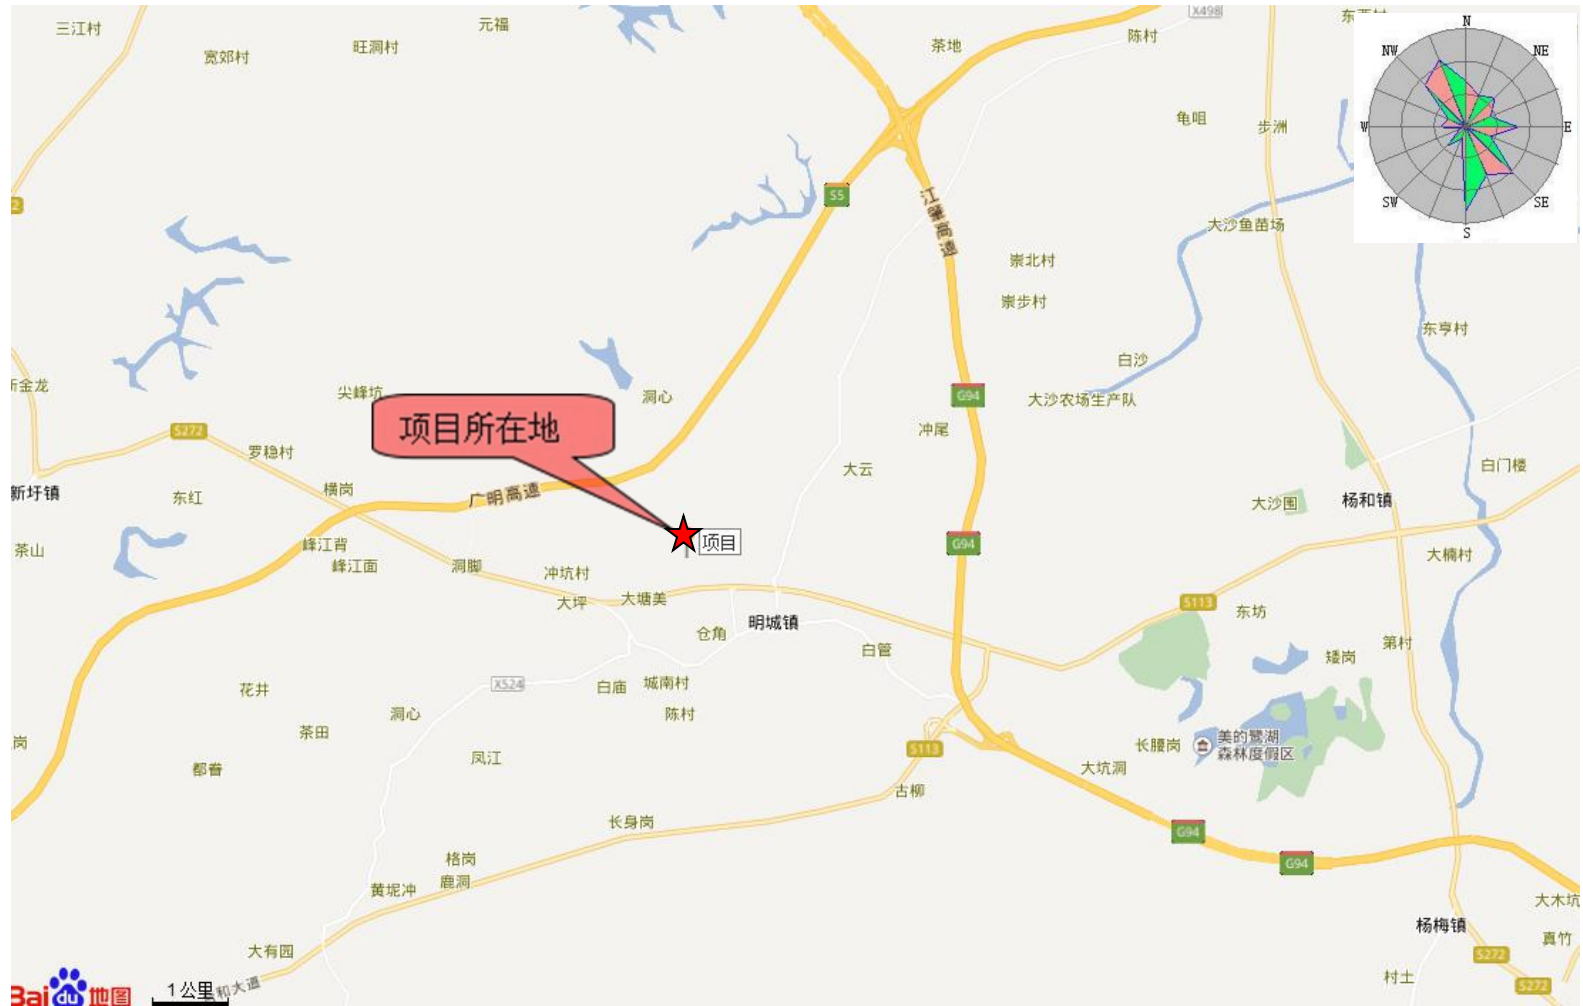 三江村
宽郊村
旺洞村
元福
茶地
陈村
X498
N
NW
NE
W
E
SW
SE
S
龟咀
步洲
S5
江肇高速
大沙鱼苗场
崇北村
崇步村
东亨村
白沙
G94
大沙农场生产队
尖峰坑
洞心
项目所在地
冲尾
S272
罗稳村
大云
白门楼
新圩镇
东红
横岗
广明高速
大沙围
杨和镇
项目
G94
茶山
峰江背
峰江面
洞脚
冲坑村
大楠村
大坪
大塘美
S113
东坊
仓角
明城镇
白管
第村
矮岗
花井
X524
白庙
城南村
洞心
陈村
茶田
岗
都眷
凤江
S113
长腰岗
美的鹭湖
森林度假区
大坑洞
古柳
长身岗
G94
格岗
G94
黄坭冲
鹿洞
大木坑
杨梅镇
真竹
大有园
S272
村土
S272
和大道
1公里
Bai du 地图